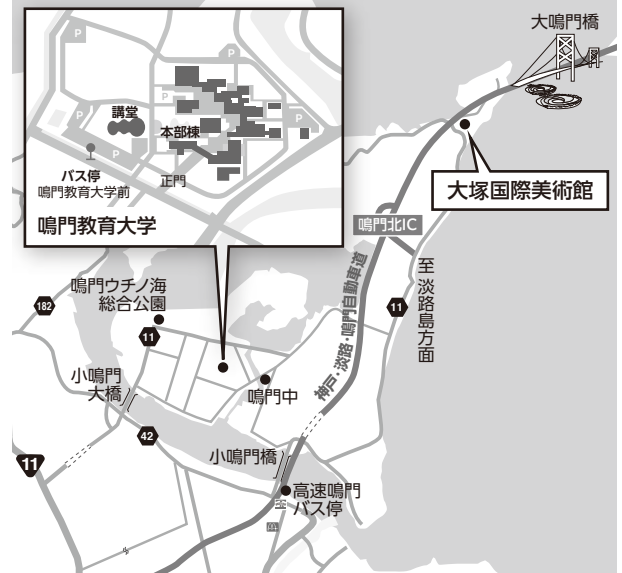 大鳴門橋
P
P
P
P
P
講堂
本部棟
バス停
鳴門教育大学前
正門
鳴門教育大学
大塚国際美術館
鳴門北IC
神戸・淡路・鳴門自動車道
至 淡路島方面
11
182
鳴門ウチノ海
総合公園
11
小鳴門
大橋
鳴門中
42
小鳴門橋
11
高速鳴門
バス停